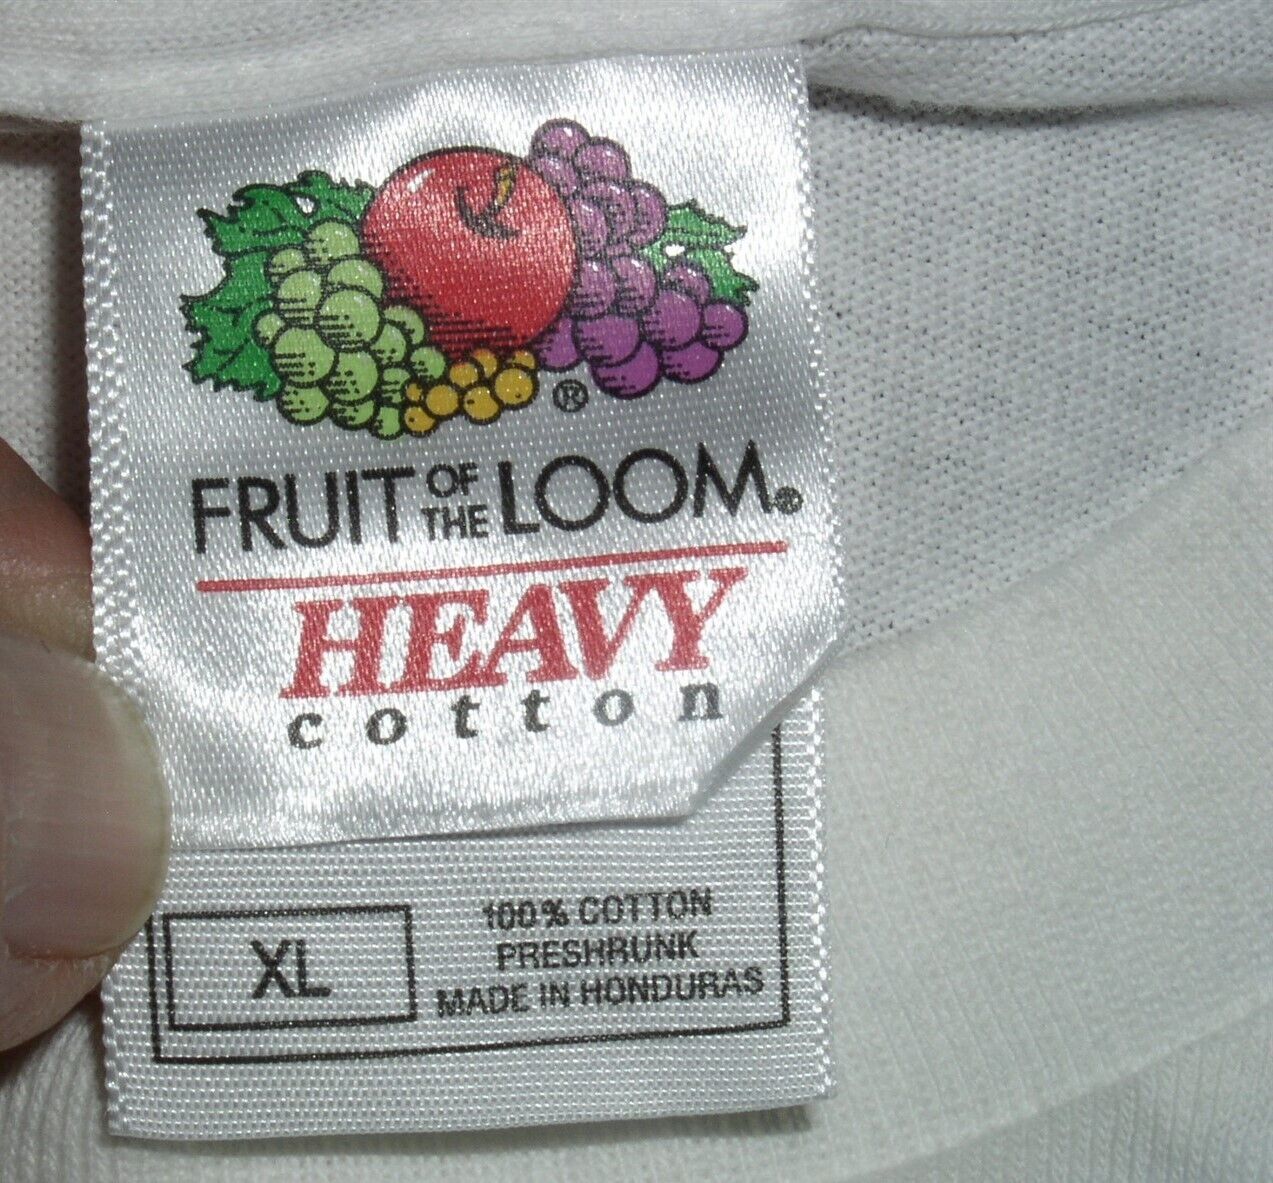 ®
FRUIT OF THE LOOM®
HEAVY
cotton
XL
100% COTTON
PRESHRUNK
MADE IN HONDURAS